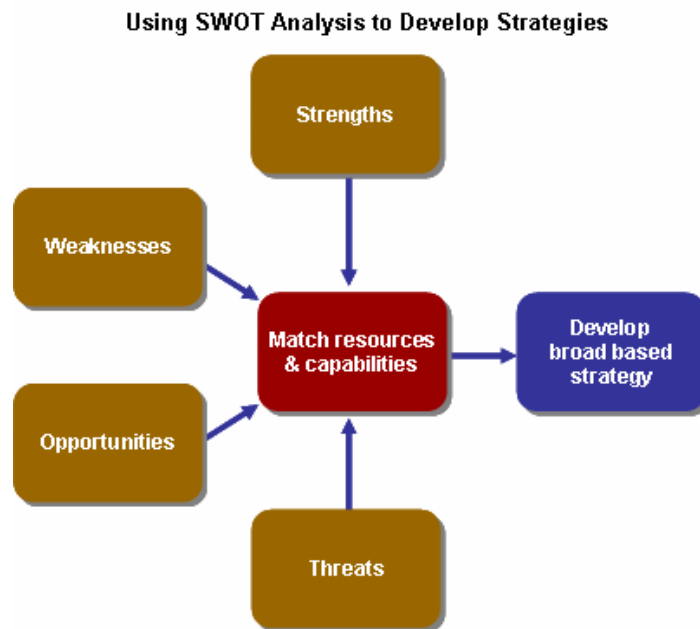 Using SWOT Analysis to Develop Strategies
Strengths
Weaknesses
Match resources
& capabilities
Develop
broad based
strategy
Opportunities
Threats